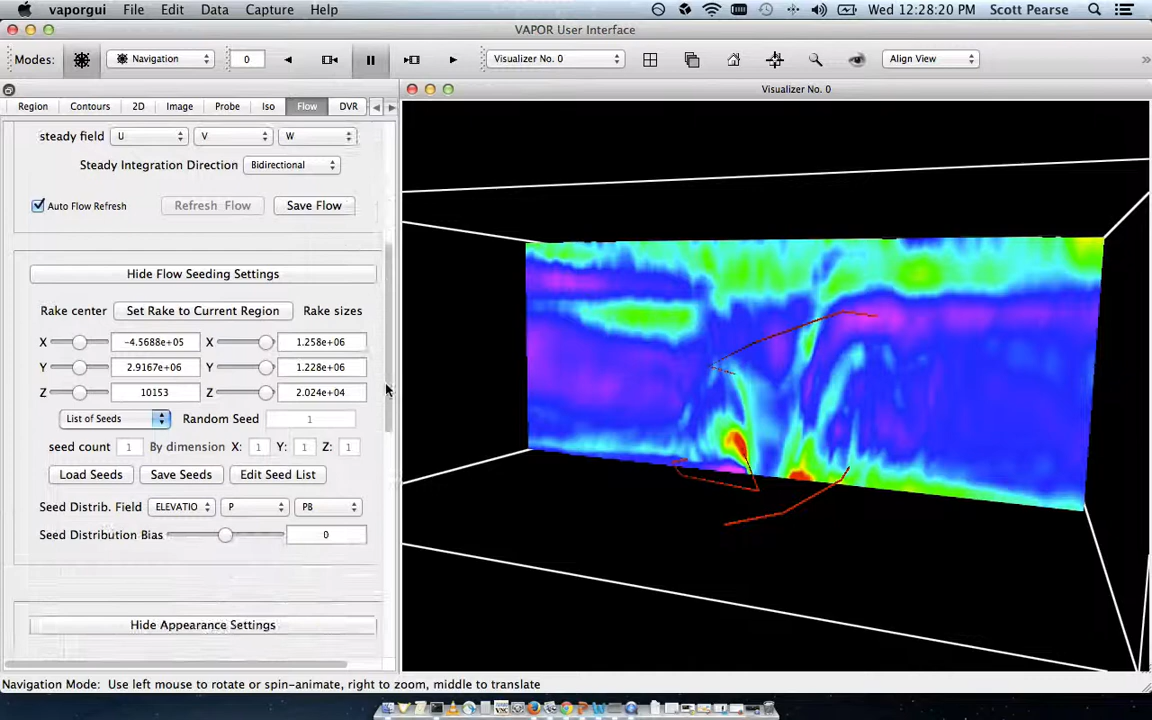 vaporgui File Edit Data Capture Help Wed 12:28:20 PM Scott Pearse
VAPOR User Interface
Modes: Navigation 0 Visualizer No. 0 Align View »
Region Contours 2D Image Probe Iso Flow DVR
Visualizer No. 0
steady field U V W
Steady Integration Direction Bidirectional
Auto Flow Refresh Refresh Flow Save Flow
Hide Flow Seeding Settings
Rake center Set Rake to Current Region Rake sizes
X -4.5688e+05 X 1.258e+06
Y 2.9167e+06 Y 1.228e+06
Z 10153 Z 2.024e+04
List of Seeds Random Seed 1
seed count 1 By dimension X: 1 Y: 1 Z: 1
Load Seeds Save Seeds Edit Seed List
Seed Distrib. Field ELEVATIO P PB
Seed Distribution Bias 0
Hide Appearance Settings
Navigation Mode: Use left mouse to rotate or spin-animate, right to zoom, middle to translate